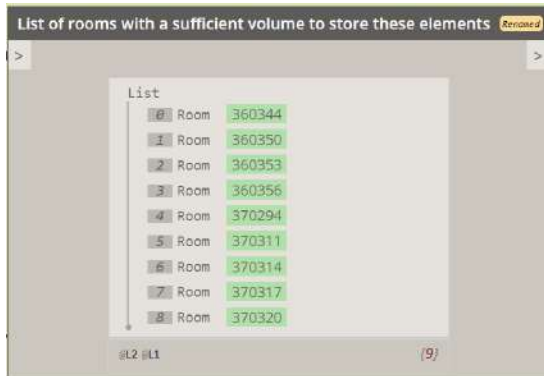 List of rooms with a sufficient volume to store these elements Renamed
> >
List
0 Room 360344
1 Room 360350
2 Room 360353
3 Room 360356
4 Room 370294
5 Room 370311
6 Room 370314
7 Room 370317
8 Room 370320
@L2 @L1 {9}